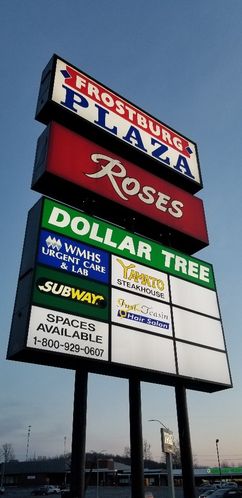 FROSTBURG
PLAZA
ROSES
DOLLAR TREE
WMHS
URGENT CARE
& LAB
YAMATO
STEAKHOUSE
SUBWAY
Just Teasin
Hair Salon
SPACES
AVAILABLE
1-800-929-0607